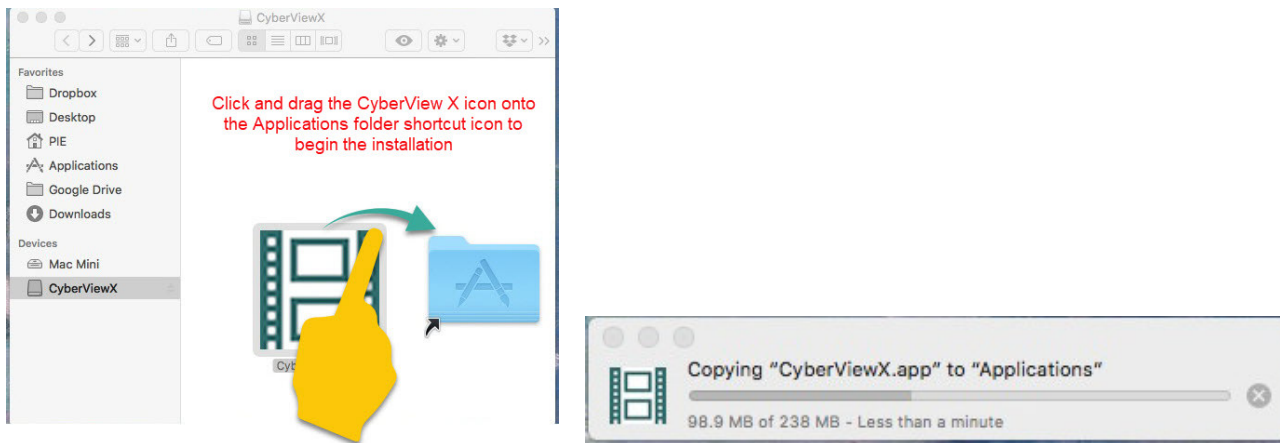 CyberViewX
Favorites
Dropbox
Desktop
PIE
Applications
Google Drive
Downloads
Devices
Mac Mini
CyberViewX
Click and drag the CyberView X icon onto
the Applications folder shortcut icon to
begin the installation
Copying “CyberViewX.app” to “Applications”
98.9 MB of 238 MB - Less than a minute